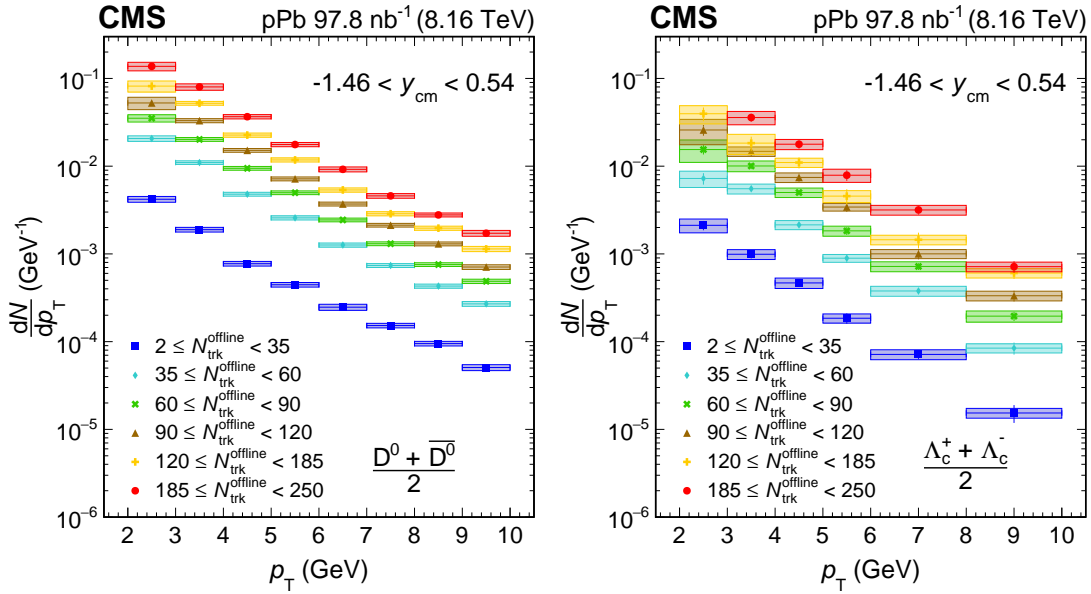 CMS pPb 97.8 nb⁻¹ (8.16 TeV)
-1.46 < y_cm < 0.54
10⁻¹
10⁻²
10⁻³
10⁻⁴
10⁻⁵
10⁻⁶
dN/dp_T (GeV⁻¹)
2 ≤ N_trk^offline < 35
35 ≤ N_trk^offline < 60
60 ≤ N_trk^offline < 90
90 ≤ N_trk^offline < 120
120 ≤ N_trk^offline < 185
185 ≤ N_trk^offline < 250
D⁰ + D̅⁰
2
2 3 4 5 6 7 8 9 10
p_T (GeV)
CMS pPb 97.8 nb⁻¹ (8.16 TeV)
-1.46 < y_cm < 0.54
10⁻¹
10⁻²
10⁻³
10⁻⁴
10⁻⁵
10⁻⁶
dN/dp_T (GeV⁻¹)
2 ≤ N_trk^offline < 35
35 ≤ N_trk^offline < 60
60 ≤ N_trk^offline < 90
90 ≤ N_trk^offline < 120
120 ≤ N_trk^offline < 185
185 ≤ N_trk^offline < 250
Λ_c⁺ + Λ_c⁻
2
2 3 4 5 6 7 8 9 10
p_T (GeV)